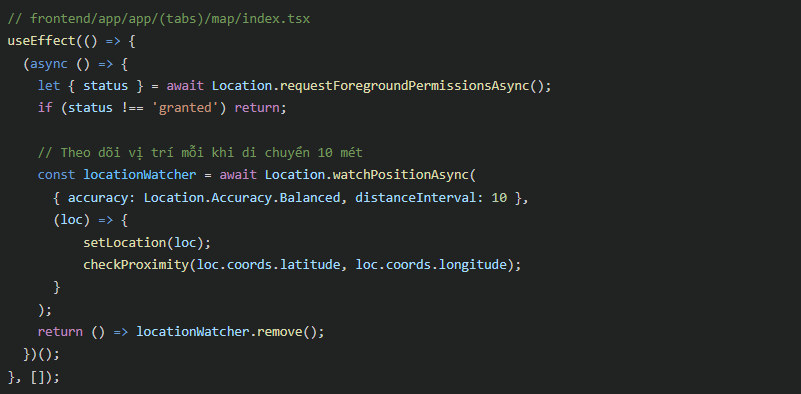 // frontend/app/app/(tabs)/map/index.tsx
useEffect(() => {
  (async () => {
    let { status } = await Location.requestForegroundPermissionsAsync();
    if (status !== 'granted') return;

    // Theo dõi vị trí mỗi khi di chuyển 10 mét
    const locationWatcher = await Location.watchPositionAsync(
      { accuracy: Location.Accuracy.Balanced, distanceInterval: 10 },
      (loc) => {
          setLocation(loc);
          checkProximity(loc.coords.latitude, loc.coords.longitude);
      }
    );
    return () => locationWatcher.remove();
  })();
}, []);